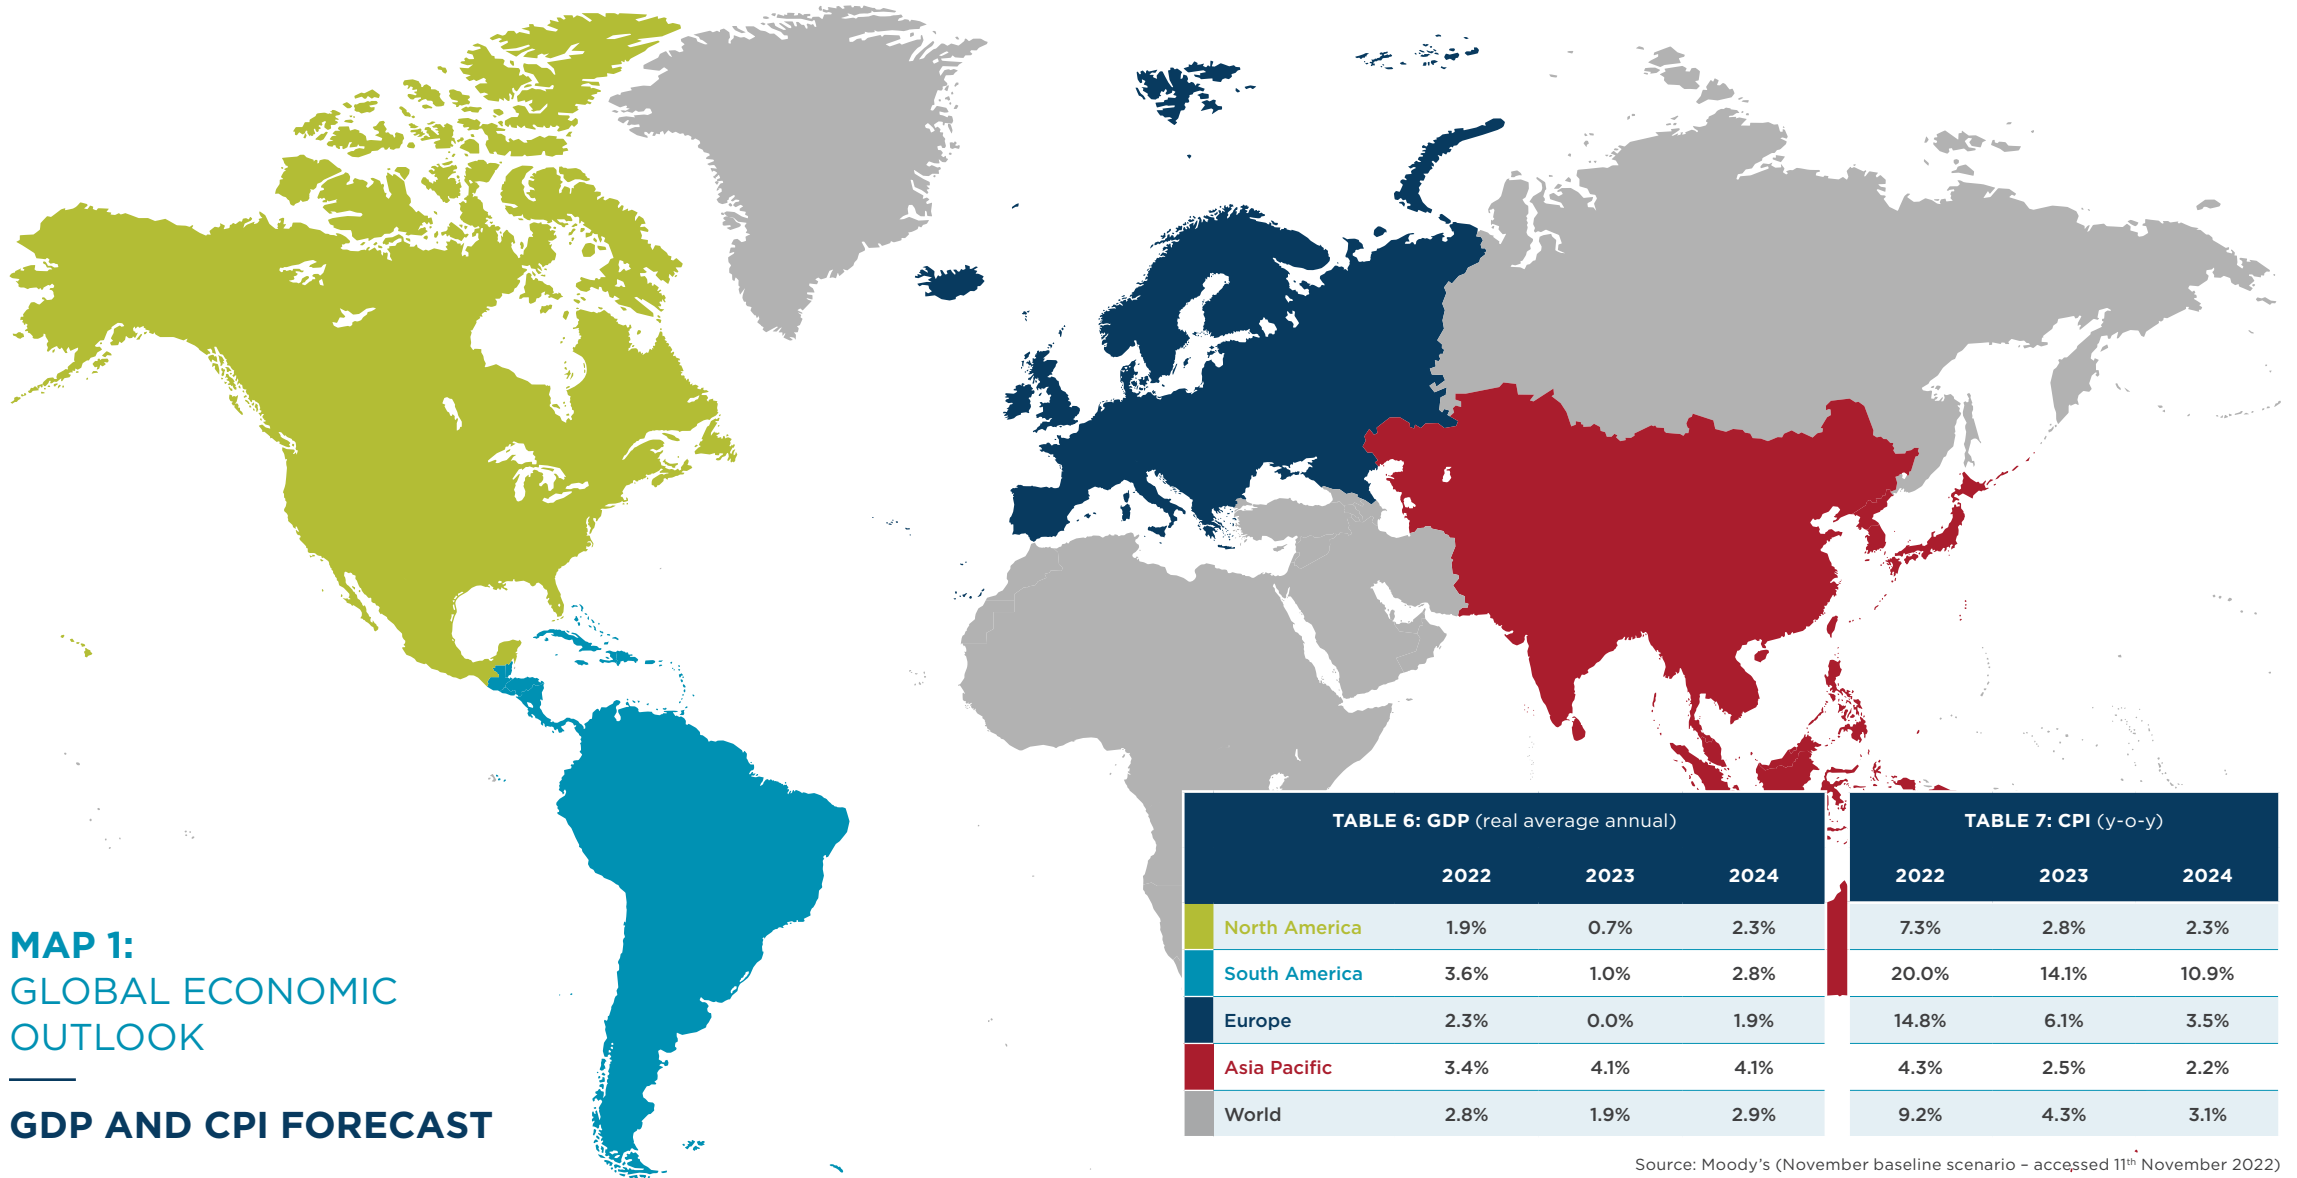 MAP 1:
GLOBAL ECONOMIC
OUTLOOK
GDP AND CPI FORECAST
TABLE 6: GDP (real average annual)
2022 2023 2024
North America 1.9% 0.7% 2.3%
South America 3.6% 1.0% 2.8%
Europe 2.3% 0.0% 1.9%
Asia Pacific 3.4% 4.1% 4.1%
World 2.8% 1.9% 2.9%
TABLE 7: CPI (y-o-y)
2022 2023 2024
7.3% 2.8% 2.3%
20.0% 14.1% 10.9%
14.8% 6.1% 3.5%
4.3% 2.5% 2.2%
9.2% 4.3% 3.1%
Source: Moody's (November baseline scenario – accessed 11th November 2022)